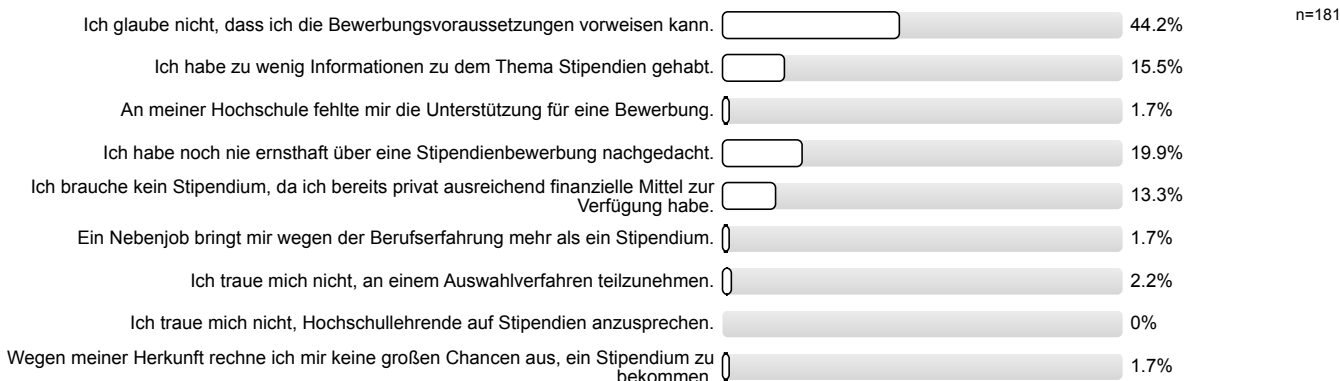 Ich glaube nicht, dass ich die Bewerbungsvoraussetzungen vorweisen kann. 44.2% n=181
Ich habe zu wenig Informationen zu dem Thema Stipendien gehabt. 15.5%
An meiner Hochschule fehlte mir die Unterstützung für eine Bewerbung. 1.7%
Ich habe noch nie ernsthaft über eine Stipendienbewerbung nachgedacht. 19.9%
Ich brauche kein Stipendium, da ich bereits privat ausreichend finanzielle Mittel zur
Verfügung habe. 13.3%
Ein Nebenjob bringt mir wegen der Berufserfahrung mehr als ein Stipendium. 1.7%
Ich traue mich nicht, an einem Auswahlverfahren teilzunehmen. 2.2%
Ich traue mich nicht, Hochschullehrende auf Stipendien anzusprechen. 0%
Wegen meiner Herkunft rechne ich mir keine großen Chancen aus, ein Stipendium zu
bekommen. 1.7%